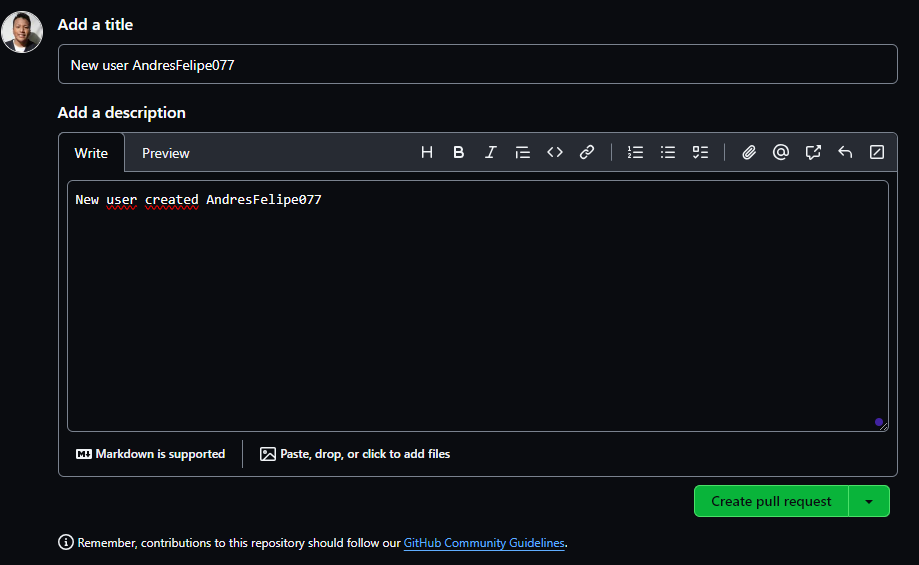 Add a title
New user AndresFelipe077
Add a description
Write Preview
New user created AndresFelipe077
Markdown is supported Paste, drop, or click to add files
Create pull request
Remember, contributions to this repository should follow our GitHub Community Guidelines.